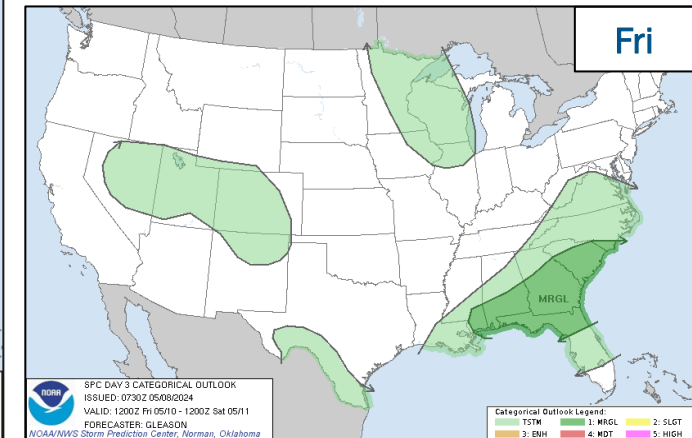 Fri
MRGL
NOAA
SPC DAY 3 CATEGORICAL OUTLOOK
ISSUED: 0730Z 05/08/2024
VALID: 1200Z Fri 05/10 - 1200Z Sat 05/11
FORECASTER: GLEASON
NOAA/NWS Storm Prediction Center, Norman, Oklahoma
Categorical Outlook Legend:
TSTM 1: MRGL 2: SLGT
3: ENH 4: MDT 5: HIGH